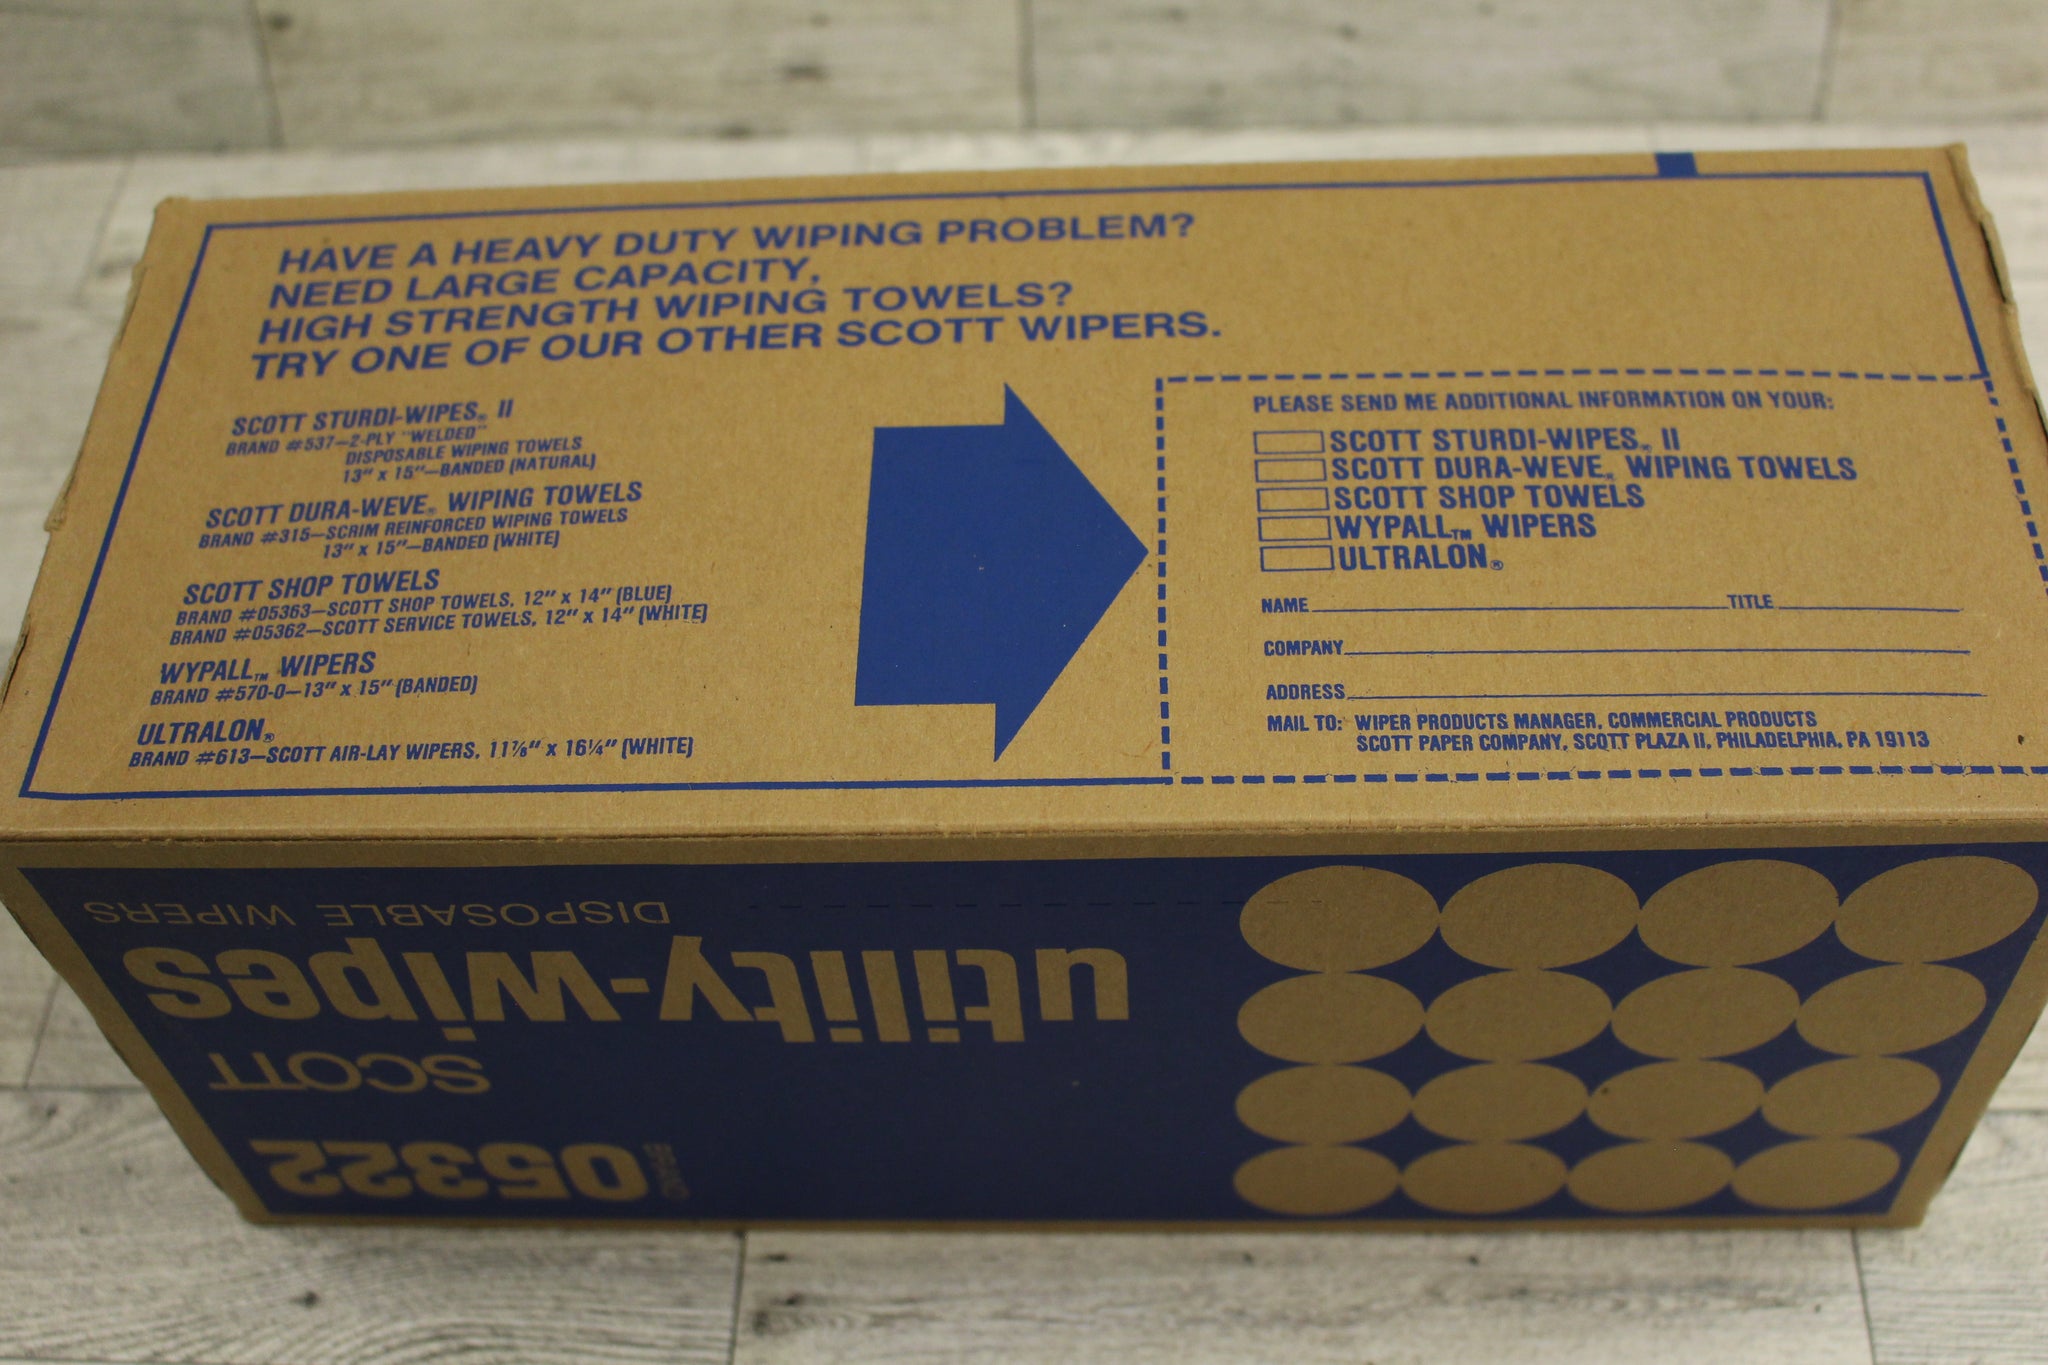 HAVE A HEAVY DUTY WIPING PROBLEM?
NEED LARGE CAPACITY,
HIGH STRENGTH WIPING TOWELS?
TRY ONE OF OUR OTHER SCOTT WIPERS.
SCOTT STURDI-WIPES® II
BRAND #537—2-PLY "WELDED"
DISPOSABLE WIPING TOWELS
13" x 15"—BANDED (NATURAL)
SCOTT DURA-WEVE® WIPING TOWELS
BRAND #315—SCRIM REINFORCED WIPING TOWELS
13" x 15"—BANDED (WHITE)
SCOTT SHOP TOWELS
BRAND #05363—SCOTT SHOP TOWELS, 12" x 14" (BLUE)
BRAND #05362—SCOTT SERVICE TOWELS, 12" x 14" (WHITE)
WYPALL™ WIPERS
BRAND #570-0—13" x 15" (BANDED)
ULTRALON®
BRAND #613—SCOTT AIR-LAY WIPERS, 11⅞" x 16¼" (WHITE)
PLEASE SEND ME ADDITIONAL INFORMATION ON YOUR:
SCOTT STURDI-WIPES® II
SCOTT DURA-WEVE® WIPING TOWELS
SCOTT SHOP TOWELS
WYPALL™ WIPERS
ULTRALON®
NAME TITLE
COMPANY
ADDRESS
MAIL TO: WIPER PRODUCTS MANAGER, COMMERCIAL PRODUCTS
SCOTT PAPER COMPANY, SCOTT PLAZA II, PHILADELPHIA, PA 19113
BRAND 05322
SCOTT
utility-wipes
DISPOSABLE WIPERS